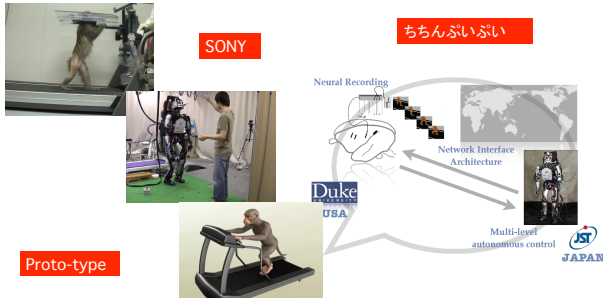 SONY
ちちんぷいぷい
Neural Recording
Network Interface
Architecture
Duke
UNIVERSITY
USA
Multi-level
autonomous control
JST
JAPAN
Proto-type